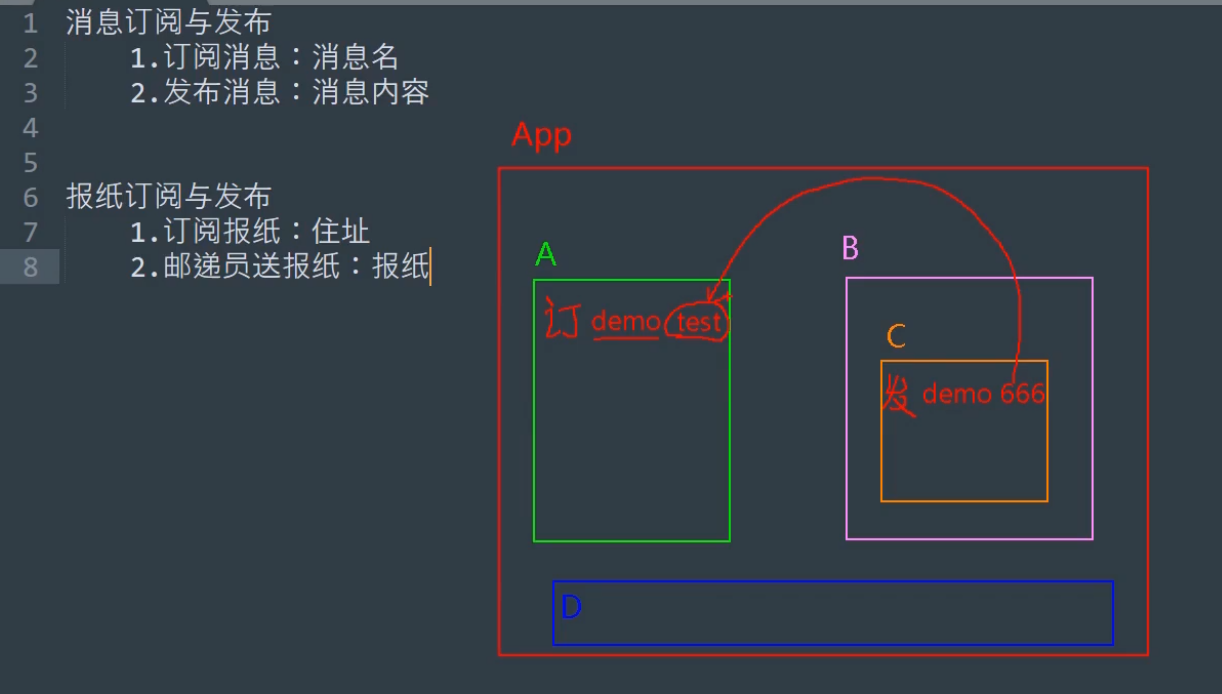 1 消息订阅与发布
2 1.订阅消息：消息名
3 2.发布消息：消息内容
4
5
6 报纸订阅与发布
7 1.订阅报纸：住址
8 2.邮递员送报纸：报纸
App
A
B
订 demo test
C
发 demo 666
D